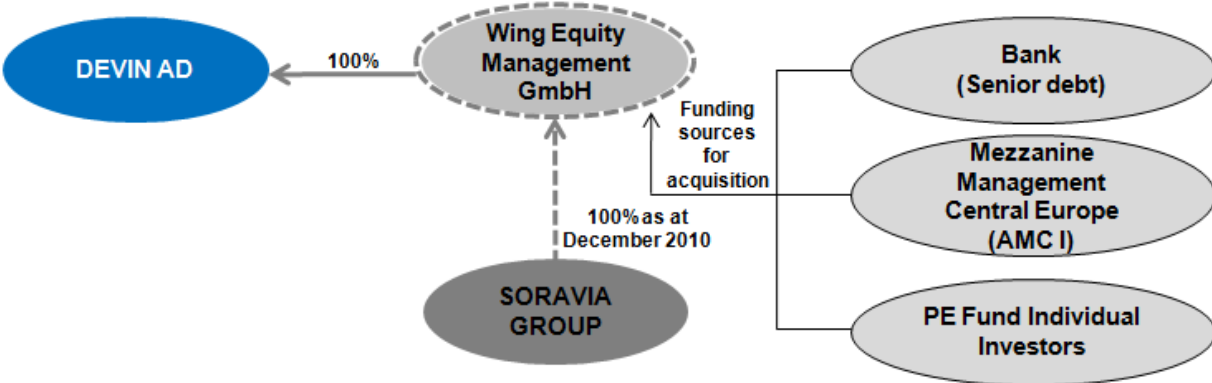 DEVIN AD
100%
Wing Equity
Management
GmbH
Funding
sources
for
acquisition
100% as at
December 2010
SORAVIA
GROUP
Bank
(Senior debt)
Mezzanine
Management
Central Europe
(AMC I)
PE Fund Individual
Investors